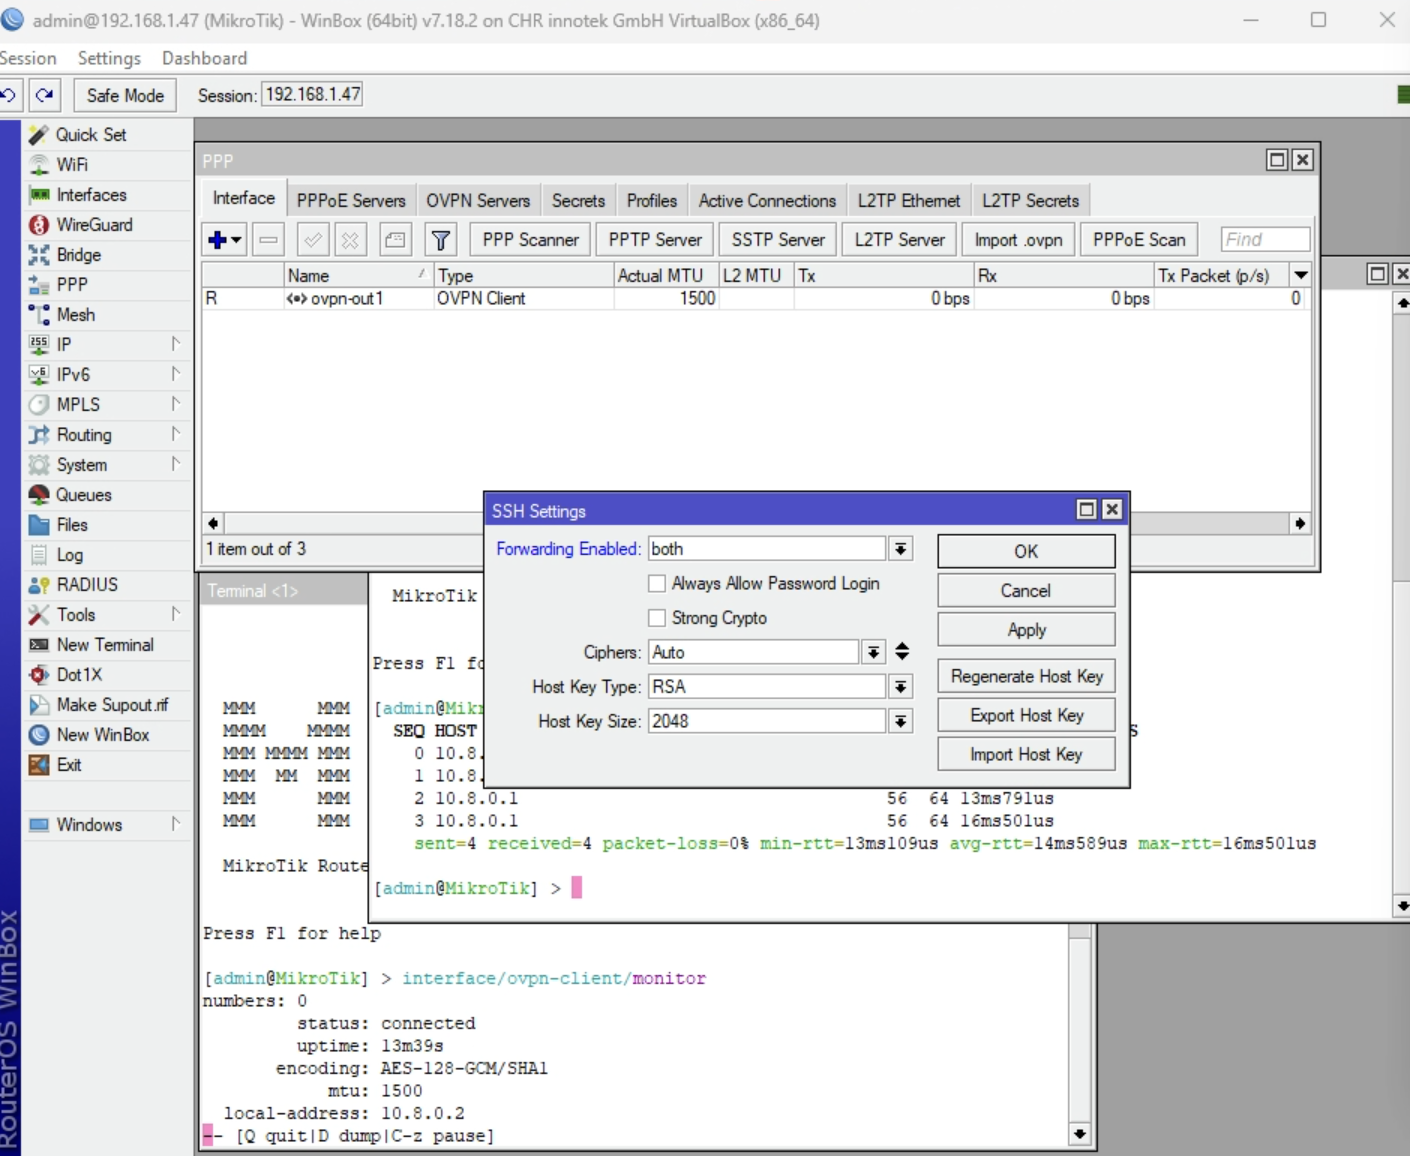 admin@192.168.1.47 (MikroTik) - WinBox (64bit) v7.18.2 on CHR innotek GmbH VirtualBox (x86_64)
Session Settings Dashboard
Safe Mode Session: 192.168.1.47
Quick Set
WiFi
Interfaces
WireGuard
Bridge
PPP
Mesh
IP
IPv6
MPLS
Routing
System
Queues
Files
Log
RADIUS
Tools
New Terminal
Dot1X
Make Supout.rif
New WinBox
Exit
Windows
RouterOS WinBox
PPP
Interface PPPoE Servers OVPN Servers Secrets Profiles Active Connections L2TP Ethernet L2TP Secrets
PPP Scanner PPTP Server SSTP Server L2TP Server Import .ovpn PPPoE Scan Find
Name Type Actual MTU L2 MTU Tx Rx Tx Packet (p/s)
R ovpn-out1 OVPN Client 1500 0 bps 0 bps 0
1 item out of 3
SSH Settings
Forwarding Enabled: both
Always Allow Password Login
Strong Crypto
Ciphers: Auto
Host Key Type: RSA
Host Key Size: 2048
OK
Cancel
Apply
Regenerate Host Key
Export Host Key
Import Host Key
Terminal <1>
MMM MMM
MMMM MMMM
MMM MMMM MMM
MMM MM MMM
MMM MMM
MMM MMM
MikroTik Route
Press F1 for help
[admin@MikroTik] > interface/ovpn-client/monitor
numbers: 0
status: connected
uptime: 13m39s
encoding: AES-128-GCM/SHA1
mtu: 1500
local-address: 10.8.0.2
-- [Q quit|D dump|C-z pause]
MikroTik
Press F1 fo
[admin@Mikr
SEQ HOST S
0 10.8.
1 10.8.
2 10.8.0.1 56 64 13ms791us
3 10.8.0.1 56 64 16ms501us
sent=4 received=4 packet-loss=0% min-rtt=13ms109us avg-rtt=14ms589us max-rtt=16ms501us
[admin@MikroTik] >